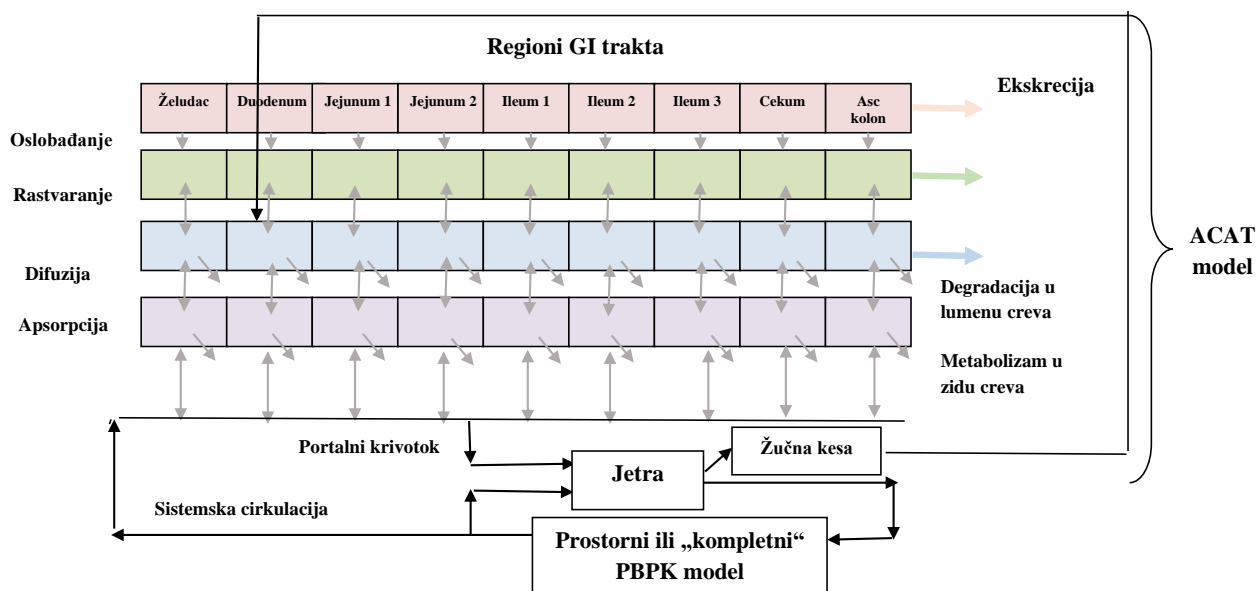 Regioni GI trakta
Ekskrecija
Želudac
Duodenum
Jejunum 1
Jejunum 2
Ileum 1
Ileum 2
Ileum 3
Cekum
Asc
kolon
Oslobađanje
Rastvaranje
Difuzija
Apsorpcija
ACAT
model
Degradacija u
lumenu creva
Metabolizam u
zidu creva
Portalni krivotok
Žučna kesa
Jetra
Sistemska cirkulacija
Prostorni ili „kompletni“
PBPK model